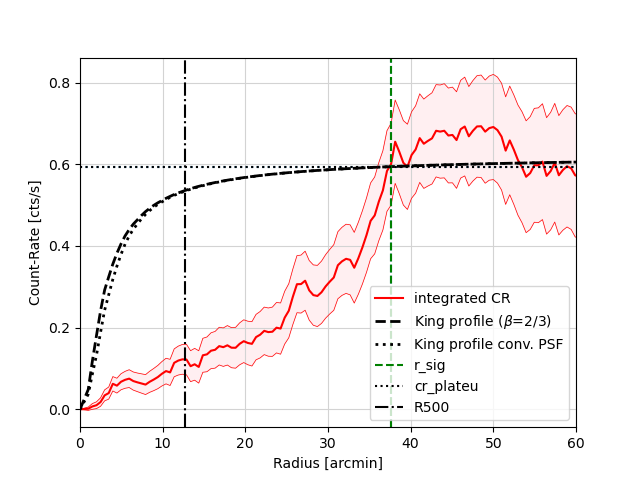 0.8
0.6
0.4
0.2
0.0
Count-Rate [cts/s]
integrated CR
King profile (β=2/3)
King profile conv. PSF
r_sig
cr_plateu
R500
0 10 20 30 40 50 60
Radius [arcmin]